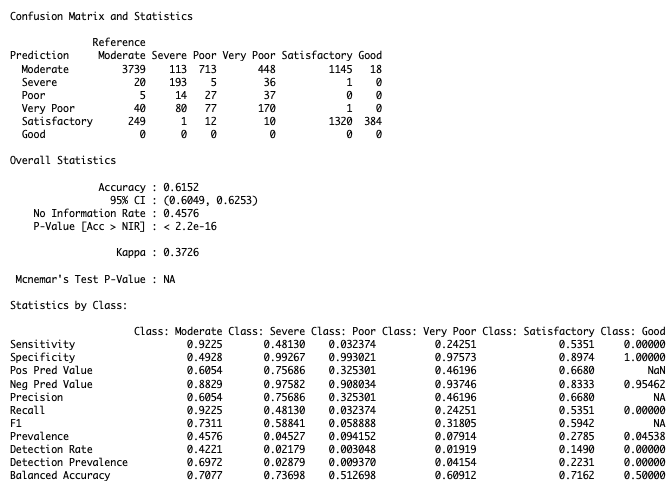 Confusion Matrix and Statistics
Reference
Prediction Moderate Severe Poor Very Poor Satisfactory Good
Moderate 3739 113 713 448 1145 18
Severe 20 193 5 36 1 0
Poor 5 14 27 37 0 0
Very Poor 40 80 77 170 1 0
Satisfactory 249 1 12 10 1320 384
Good 0 0 0 0 0 0
Overall Statistics
Accuracy : 0.6152
95% CI : (0.6049, 0.6253)
No Information Rate : 0.4576
P-Value [Acc > NIR] : < 2.2e-16
Kappa : 0.3726
Mcnemar's Test P-Value : NA
Statistics by Class:
Class: Moderate Class: Severe Class: Poor Class: Very Poor Class: Satisfactory Class: Good
Sensitivity 0.9225 0.48130 0.032374 0.24251 0.5351 0.00000
Specificity 0.4928 0.99267 0.993021 0.97573 0.8974 1.00000
Pos Pred Value 0.6054 0.75686 0.325301 0.46196 0.6680 NaN
Neg Pred Value 0.8829 0.97582 0.908034 0.93746 0.8333 0.95462
Precision 0.6054 0.75686 0.325301 0.46196 0.6680 NA
Recall 0.9225 0.48130 0.032374 0.24251 0.5351 0.00000
F1 0.7311 0.58841 0.058888 0.31805 0.5942 NA
Prevalence 0.4576 0.04527 0.094152 0.07914 0.2785 0.04538
Detection Rate 0.4221 0.02179 0.003048 0.01919 0.1490 0.00000
Detection Prevalence 0.6972 0.02879 0.009370 0.04154 0.2231 0.00000
Balanced Accuracy 0.7077 0.73698 0.512698 0.60912 0.7162 0.50000